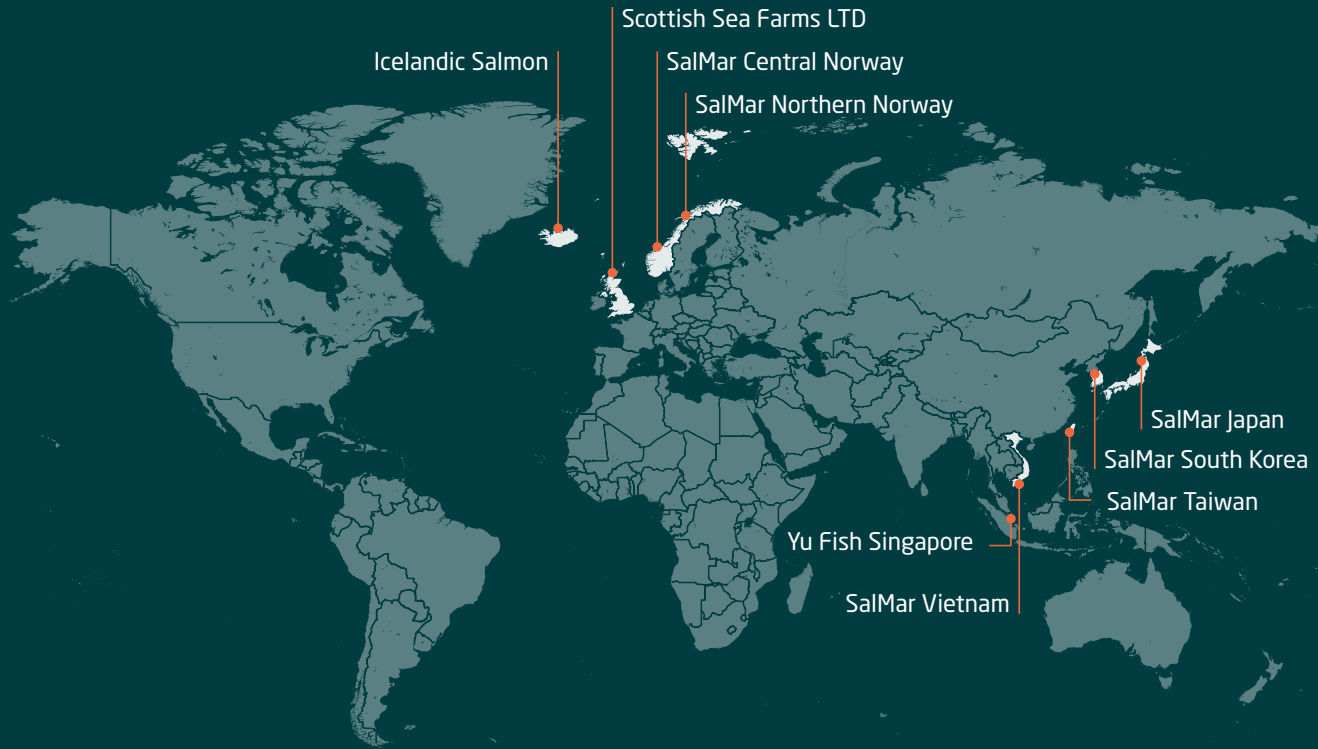 Scottish Sea Farms LTD
Icelandic Salmon
SalMar Central Norway
SalMar Northern Norway
SalMar Japan
SalMar South Korea
SalMar Taiwan
Yu Fish Singapore
SalMar Vietnam